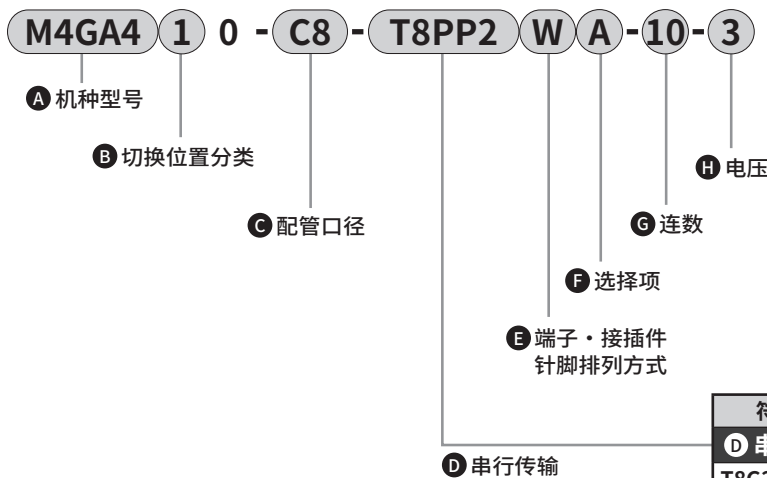 M4GA4 1 0 - C8 - T8PP2 W A - 10 - 3
A 机种型号
B 切换位置分类
H 电压
C 配管口径
G 连数
F 选择项
E 端子・接插件
针脚排列方式
D 串
D 串行传输